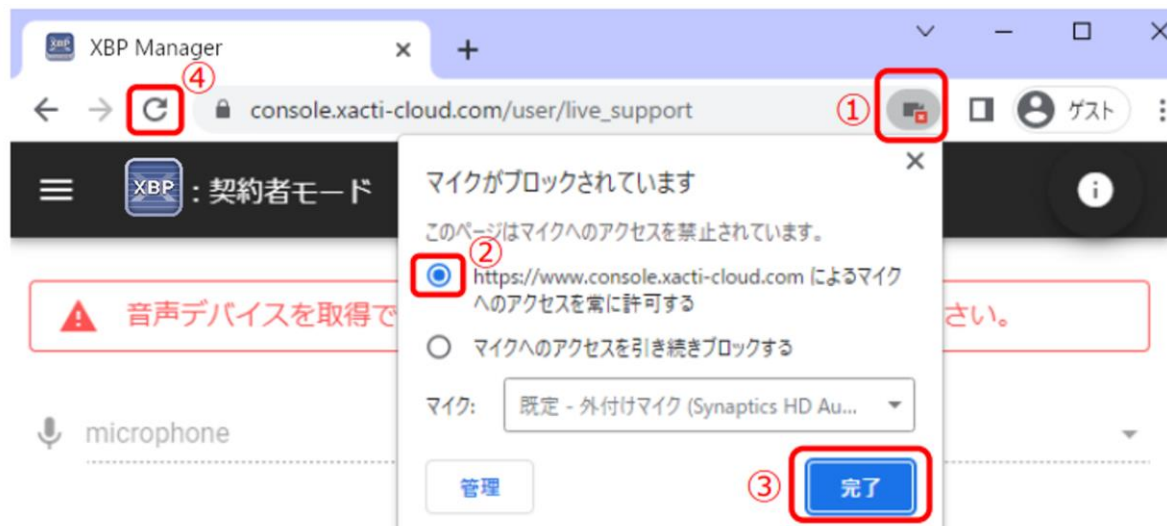 XBP Manager
④
console.xacti-cloud.com/user/live_support
①
ゲスト
XBP
：契約者モード
マイクがブロックされています
このページはマイクへのアクセスを禁止されています。
②
https://www.console.xacti-cloud.com によるマイク
へのアクセスを常に許可する
音声デバイスを取得で
さい。
マイクへのアクセスを引き続きブロックする
マイク:
既定 - 外付けマイク (Synaptics HD Au...
microphone
管理
③
完了